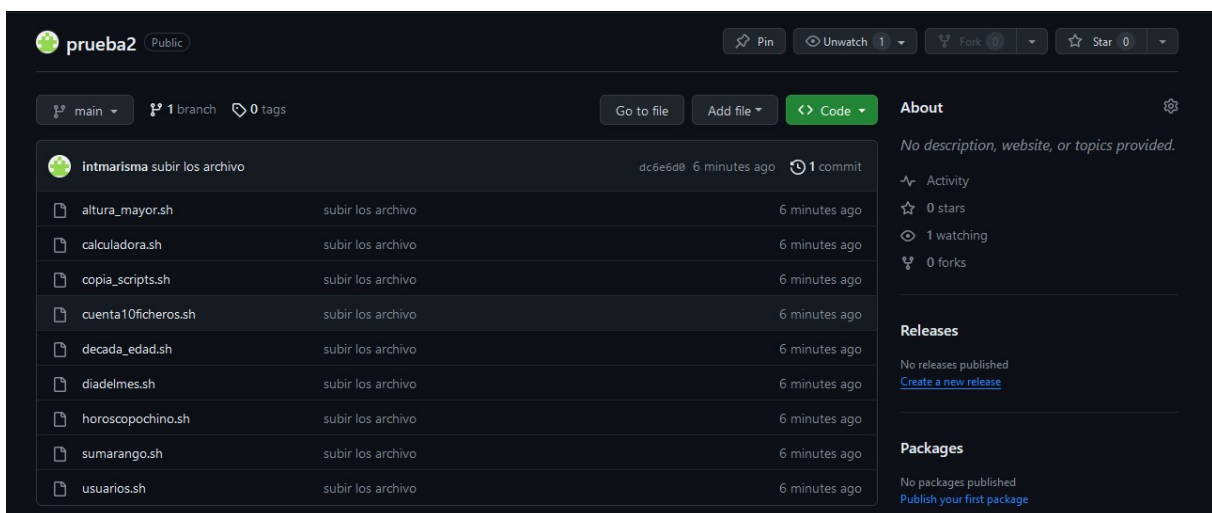 prueba2 Public
Pin
Unwatch 1
Fork 0
Star 0
main
1 branch
0 tags
Go to file
Add file
Code
intmarisma subir los archivo
dc6e6d0 6 minutes ago
1 commit
altura_mayor.sh subir los archivo 6 minutes ago
calculadora.sh subir los archivo 6 minutes ago
copia_scripts.sh subir los archivo 6 minutes ago
cuenta10ficheros.sh subir los archivo 6 minutes ago
decada_edad.sh subir los archivo 6 minutes ago
diadelmes.sh subir los archivo 6 minutes ago
horoscopochino.sh subir los archivo 6 minutes ago
sumarango.sh subir los archivo 6 minutes ago
usuarios.sh subir los archivo 6 minutes ago
About
No description, website, or topics provided.
Activity
0 stars
1 watching
0 forks
Releases
No releases published
Create a new release
Packages
No packages published
Publish your first package